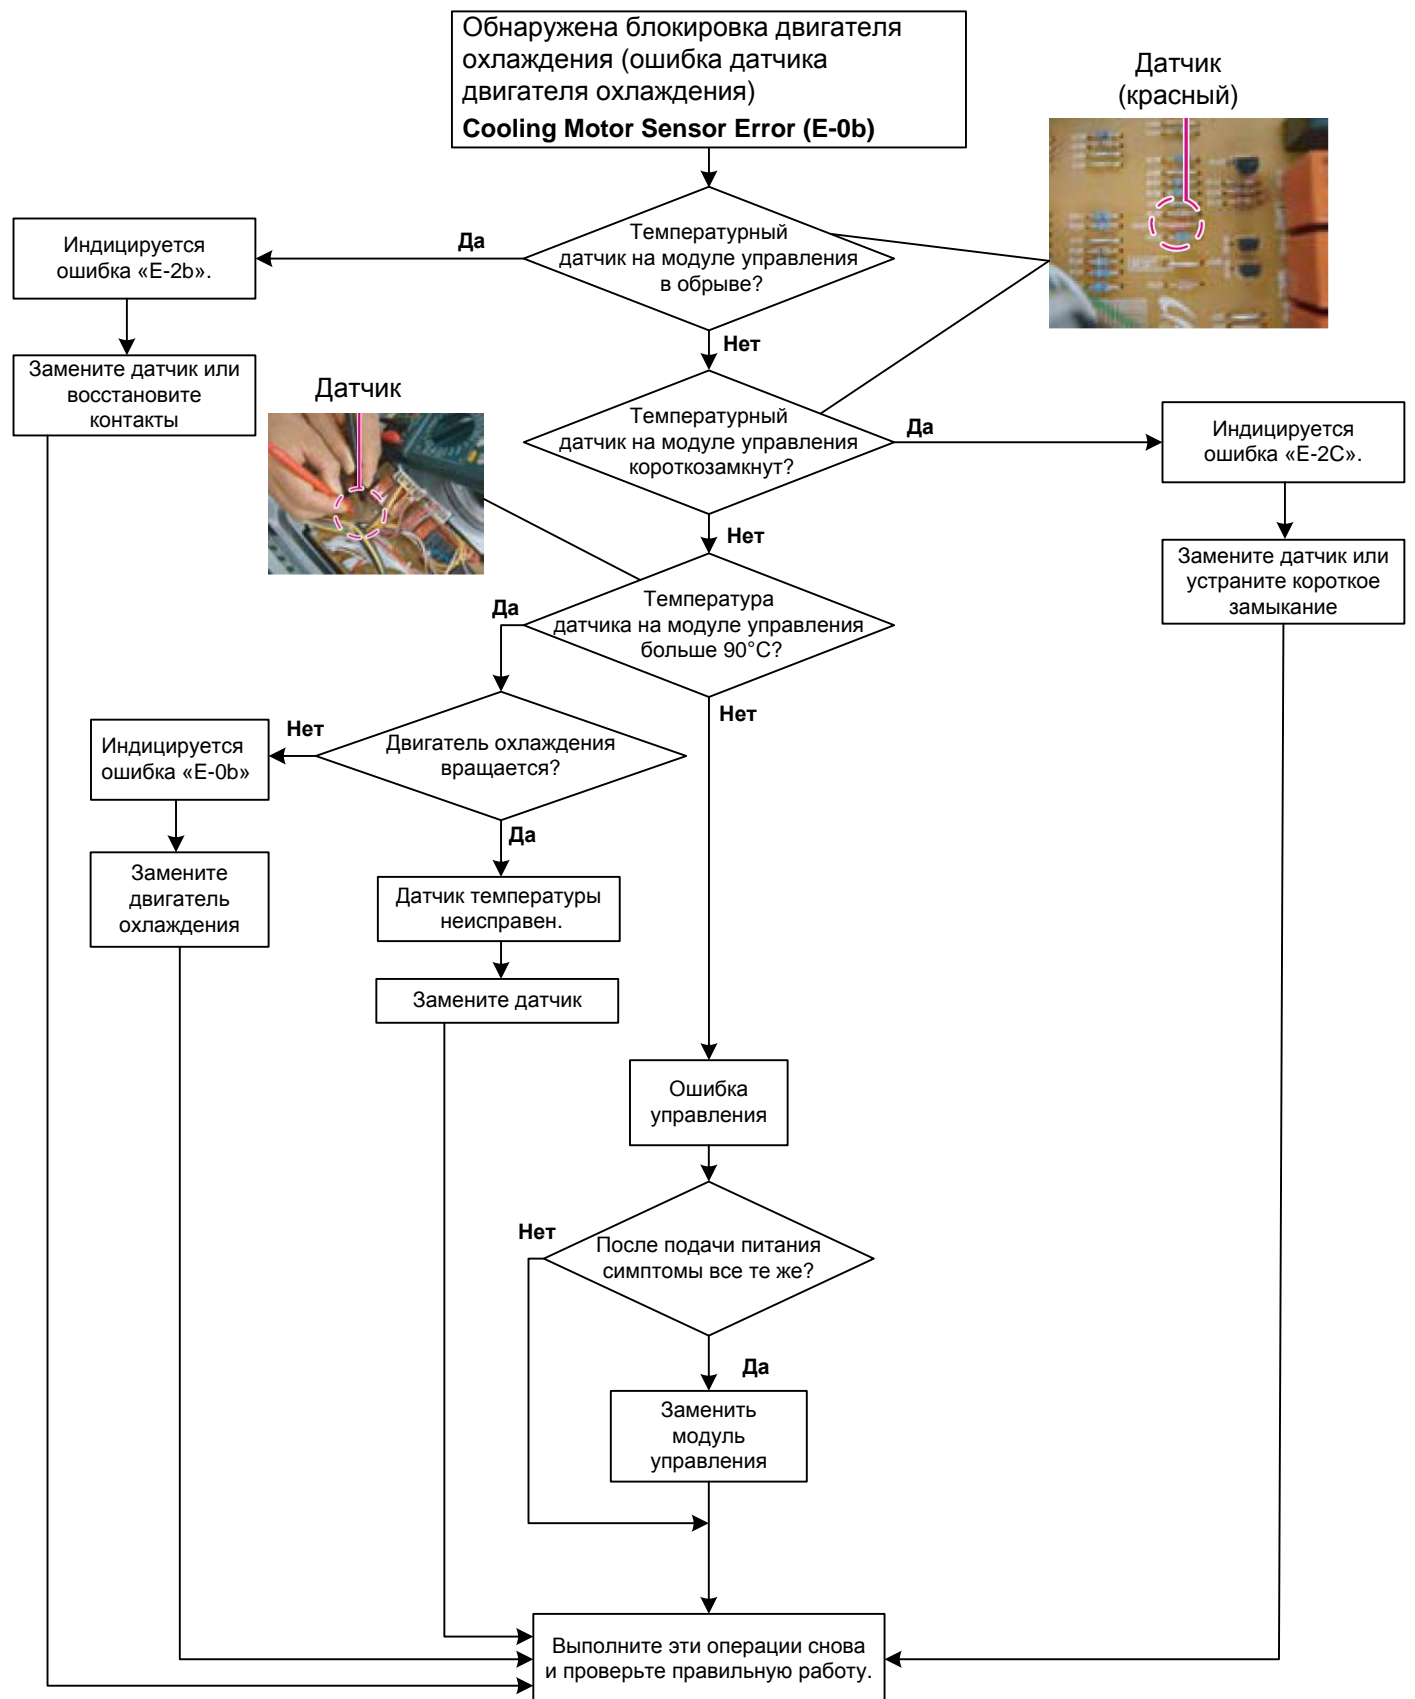 Обнаружена блокировка двигателя
охлаждения (ошибка датчика
двигателя охлаждения)
Cooling Motor Sensor Error (E-0b)
Датчик
(красный)
Температурный
датчик на модуле управления
в обрыве?
Да
Индицируется
ошибка «E-2b».
Нет
Замените датчик или
восстановите
контакты
Датчик
Температурный
датчик на модуле управления
короткозамкнут?
Да
Индицируется
ошибка «E-2C».
Нет
Замените датчик или
устраните короткое
замыкание
Температура
датчика на модуле управления
больше 90°C?
Да
Нет
Двигатель охлаждения
вращается?
Нет
Индицируется
ошибка «E-0b»
Да
Замените
двигатель
охлаждения
Датчик температуры
неисправен.
Замените датчик
Ошибка
управления
После подачи питания
симптомы все те же?
Нет
Да
Заменить
модуль
управления
Выполните эти операции снова
и проверьте правильную работу.